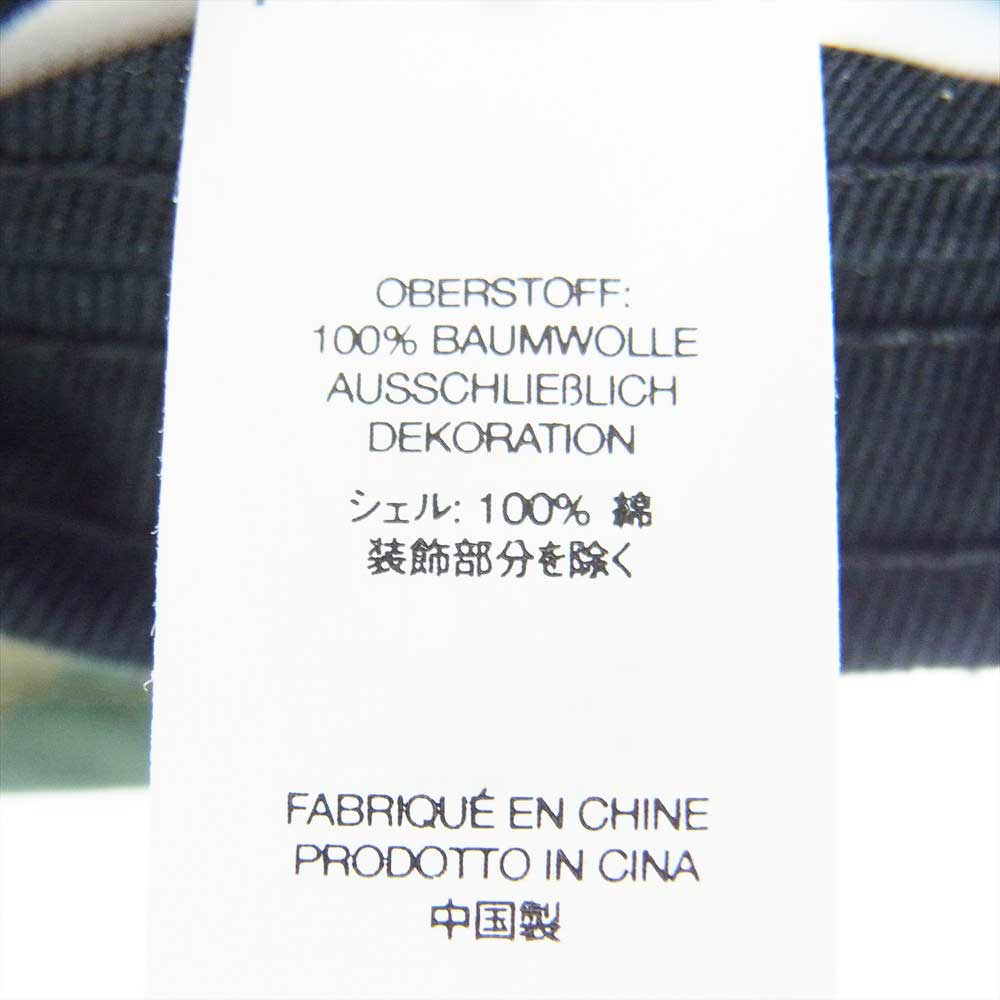 OBERSTOFF:
100% BAUMWOLLE
AUSSCHLIEßLICH
DEKORATION
シェル: 100% 綿
装飾部分を除く
FABRIQUÉ EN CHINE
PRODOTTO IN CINA
中国製